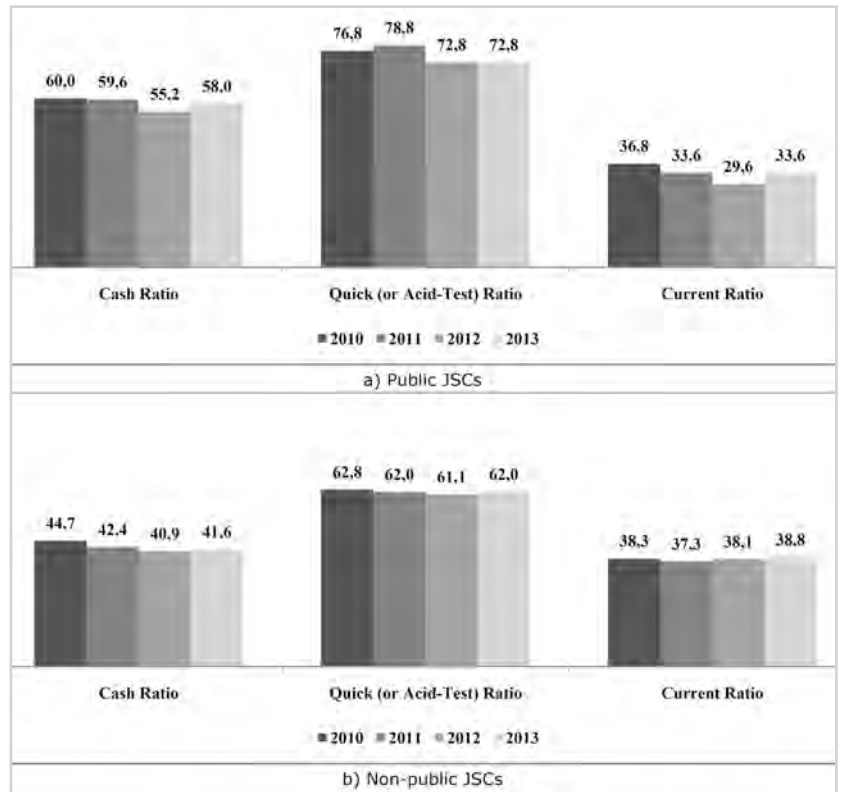 60,0 59,6 55,2 58,0 76,8 78,8 72,8 72,8 36,8 33,6 29,6 33,6
Cash Ratio Quick (or Acid-Test) Ratio Current Ratio
2010 2011 2012 2013
a) Public JSCs
44,7 42,4 40,9 41,6 62,8 62,0 61,1 62,0 38,3 37,3 38,1 38,8
Cash Ratio Quick (or Acid-Test) Ratio Current Ratio
2010 2011 2012 2013
b) Non-public JSCs